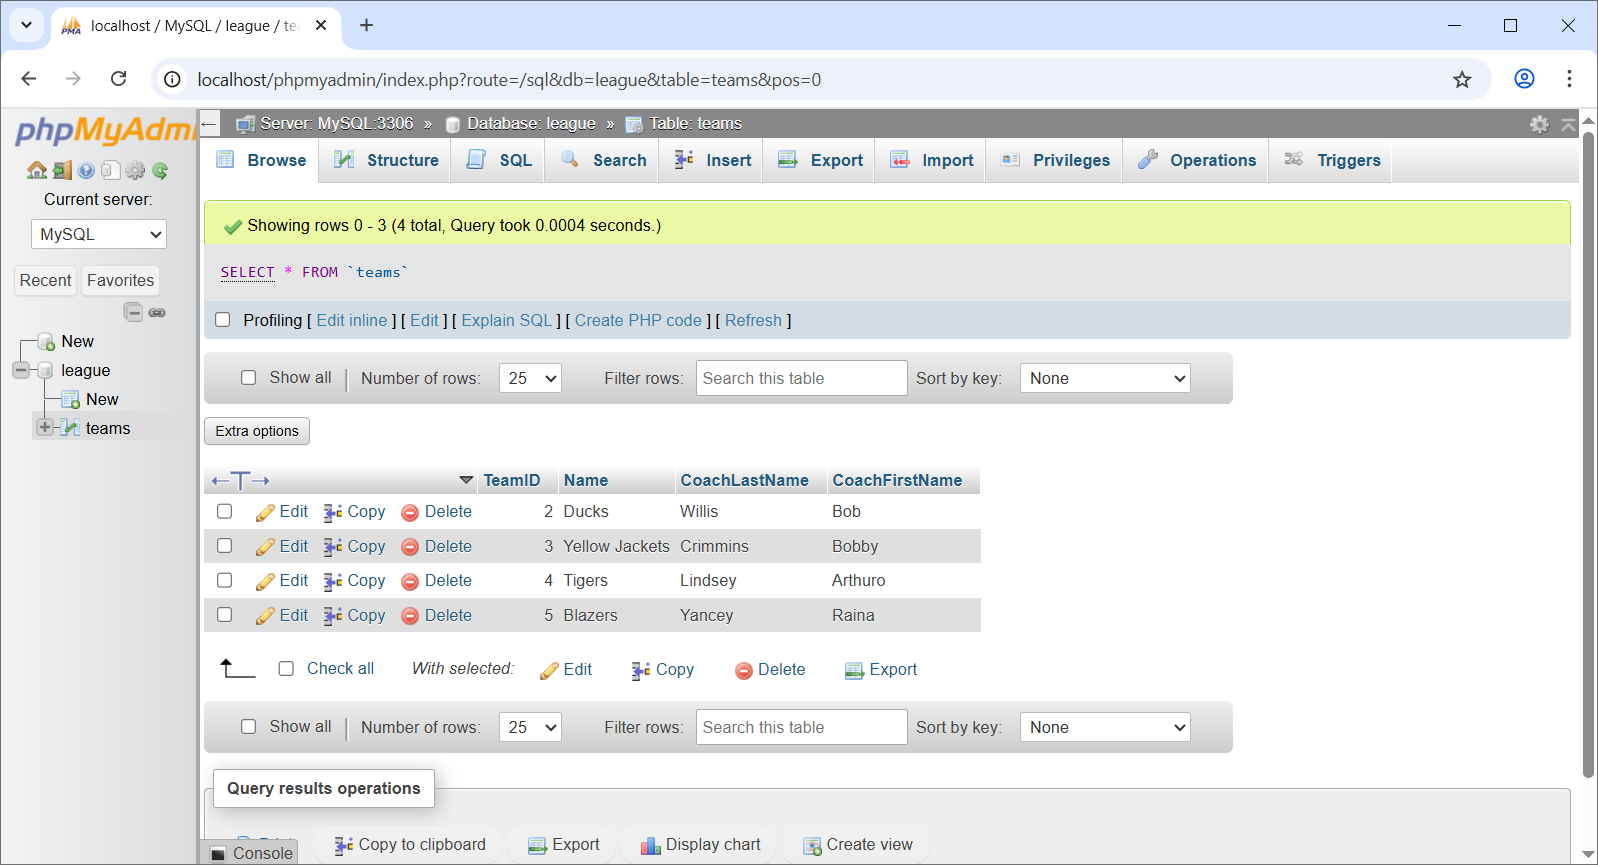 localhost / MySQL / league / te
localhost/phpmyadmin/index.php?route=/sql&db=league&table=teams&pos=0
phpMyAdm
Server: MySQL:3306 » Database: league » Table: teams
Browse Structure SQL Search Insert Export Import Privileges Operations Triggers
Current server:
MySQL
Recent Favorites
New
league
New
teams
Showing rows 0 - 3 (4 total, Query took 0.0004 seconds.)
SELECT * FROM `teams`
Profiling [ Edit inline ] [ Edit ] [ Explain SQL ] [ Create PHP code ] [ Refresh ]
Show all Number of rows: 25 Filter rows: Search this table Sort by key: None
Extra options
TeamID Name CoachLastName CoachFirstName
Edit Copy Delete 2 Ducks Willis Bob
Edit Copy Delete 3 Yellow Jackets Crimmins Bobby
Edit Copy Delete 4 Tigers Lindsey Arthuro
Edit Copy Delete 5 Blazers Yancey Raina
Check all With selected: Edit Copy Delete Export
Show all Number of rows: 25 Filter rows: Search this table Sort by key: None
Query results operations
Copy to clipboard Export Display chart Create view
Console